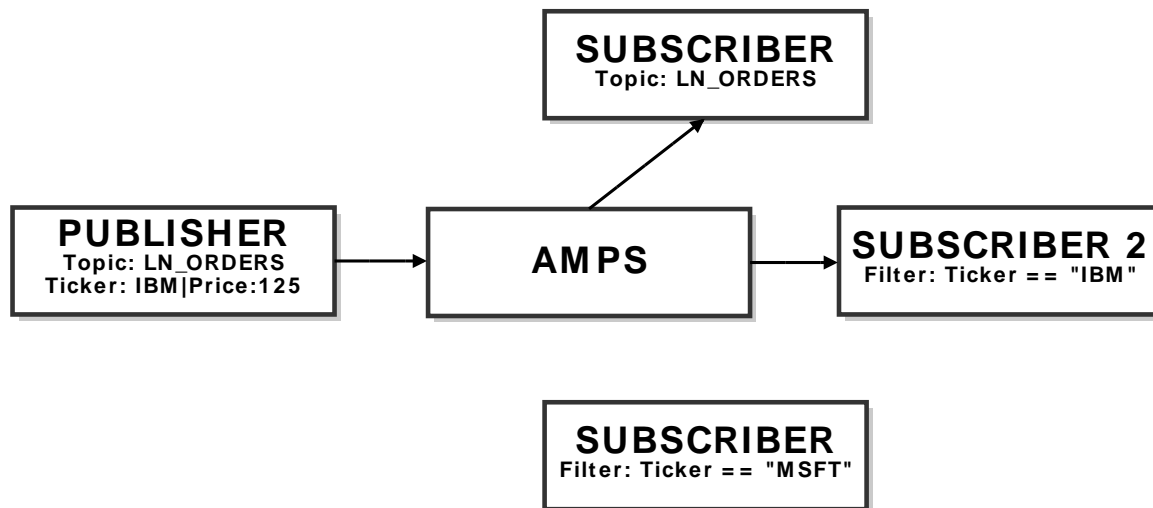 SUBSCRIBER
Topic: LN_ORDERS
PUBLISHER
Topic: LN_ORDERS
Ticker: IBM|Price:125
AMPS
SUBSCRIBER 2
Filter: Ticker == "IBM"
SUBSCRIBER
Filter: Ticker == "MSFT"